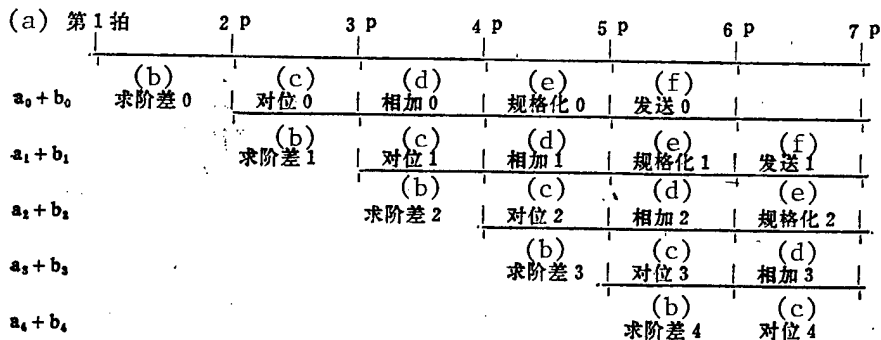 (a) 第1拍 2 p 3 p 4 p 5 p 6 p 7 p
(b) (c) (d) (e) (f)
a₀ + b₀ 求阶差 0 对位 0 相加 0 规格化 0 发送 0
(b) (c) (d) (e) (f)
a₁ + b₁ 求阶差 1 对位 1 相加 1 规格化 1 发送 1
(b) (c) (d) (e)
a₂ + b₂ 求阶差 2 对位 2 相加 2 规格化 2
(b) (c) (d)
a₃ + b₃ 求阶差 3 对位 3 相加 3
(b) (c)
a₄ + b₄ 求阶差 4 对位 4